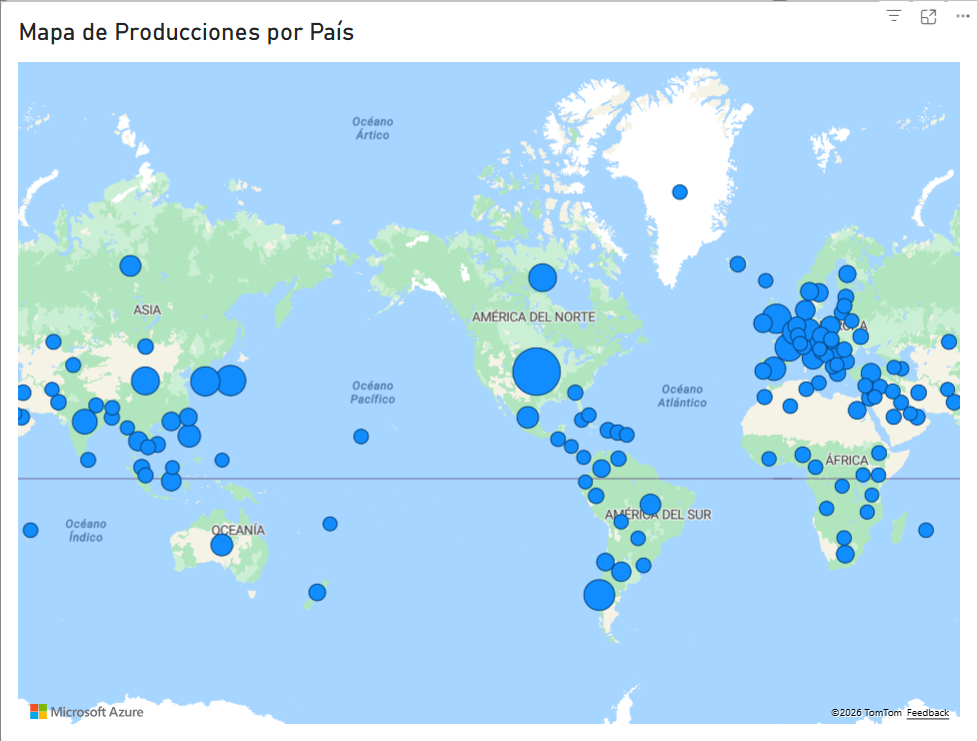 Mapa de Producciones por País
Océano
Ártico
ASIA
AMÉRICA DEL NORTE
Océano
Pacífico
Océano
Atlántico
ÁFRICA
AMÉRICA DEL SUR
Océano
Índico
OCEANÍA
Microsoft Azure
©2026 TomTom Feedback